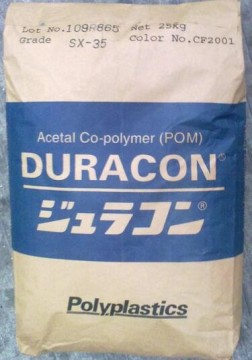 Lot No.109R865 Net 25Kg
Grade SX-35 Color No.CF2001
Acetal Co-polymer (POM)
DURACON®
ジュラコン®
Polyplastics